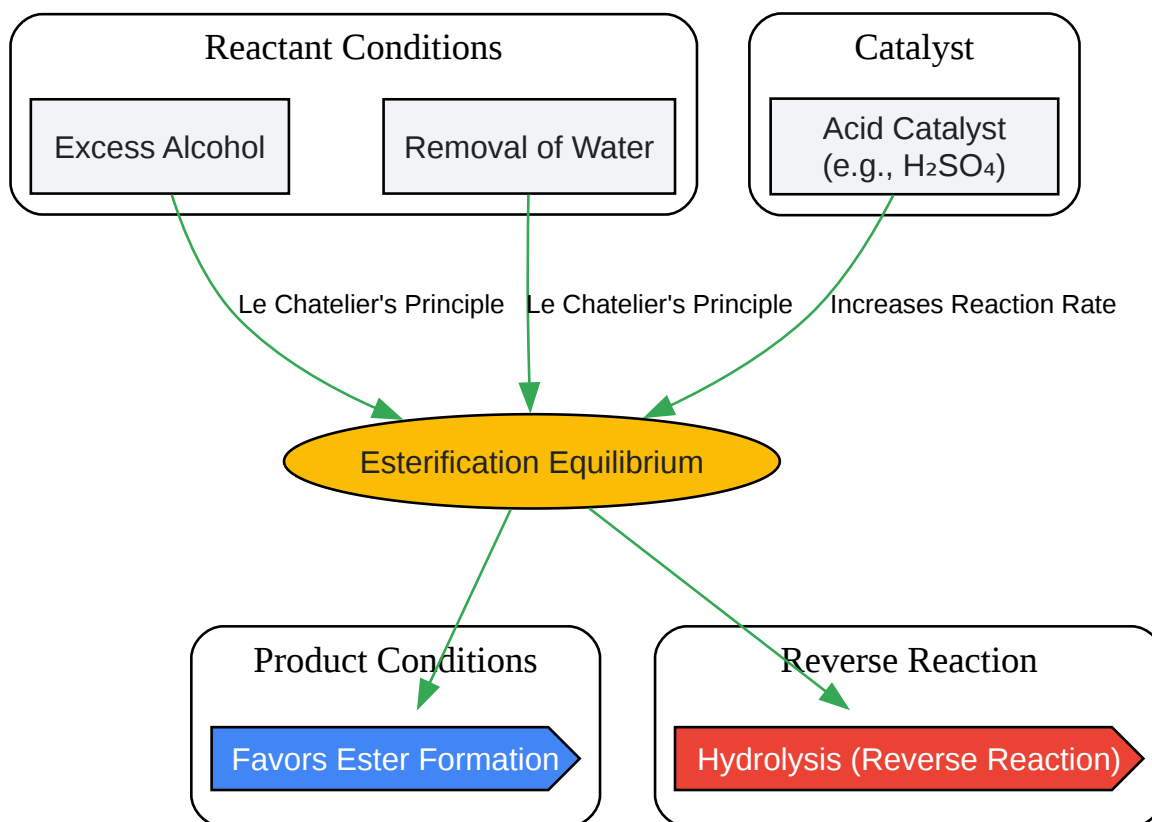 Reactant Conditions
Catalyst
Excess Alcohol
Removal of Water
Acid Catalyst
(e.g., H₂SO₄)
Le Chatelier's Principle
Le Chatelier's Principle
Increases Reaction Rate
Esterification Equilibrium
Product Conditions
Reverse Reaction
Favors Ester Formation
Hydrolysis (Reverse Reaction)